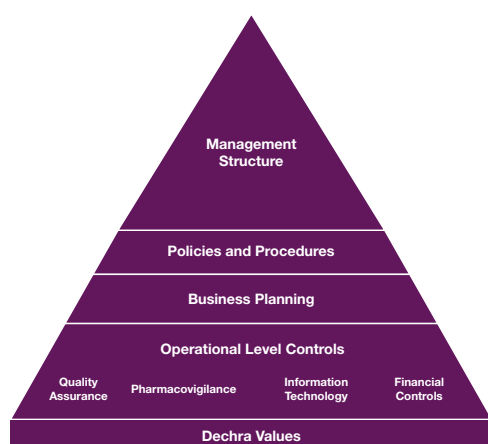 Management
Structure
Policies and Procedures
Business Planning
Operational Level Controls
Quality
Assurance
Pharmacovigilance
Information
Technology
Financial
Controls
Dechra Values